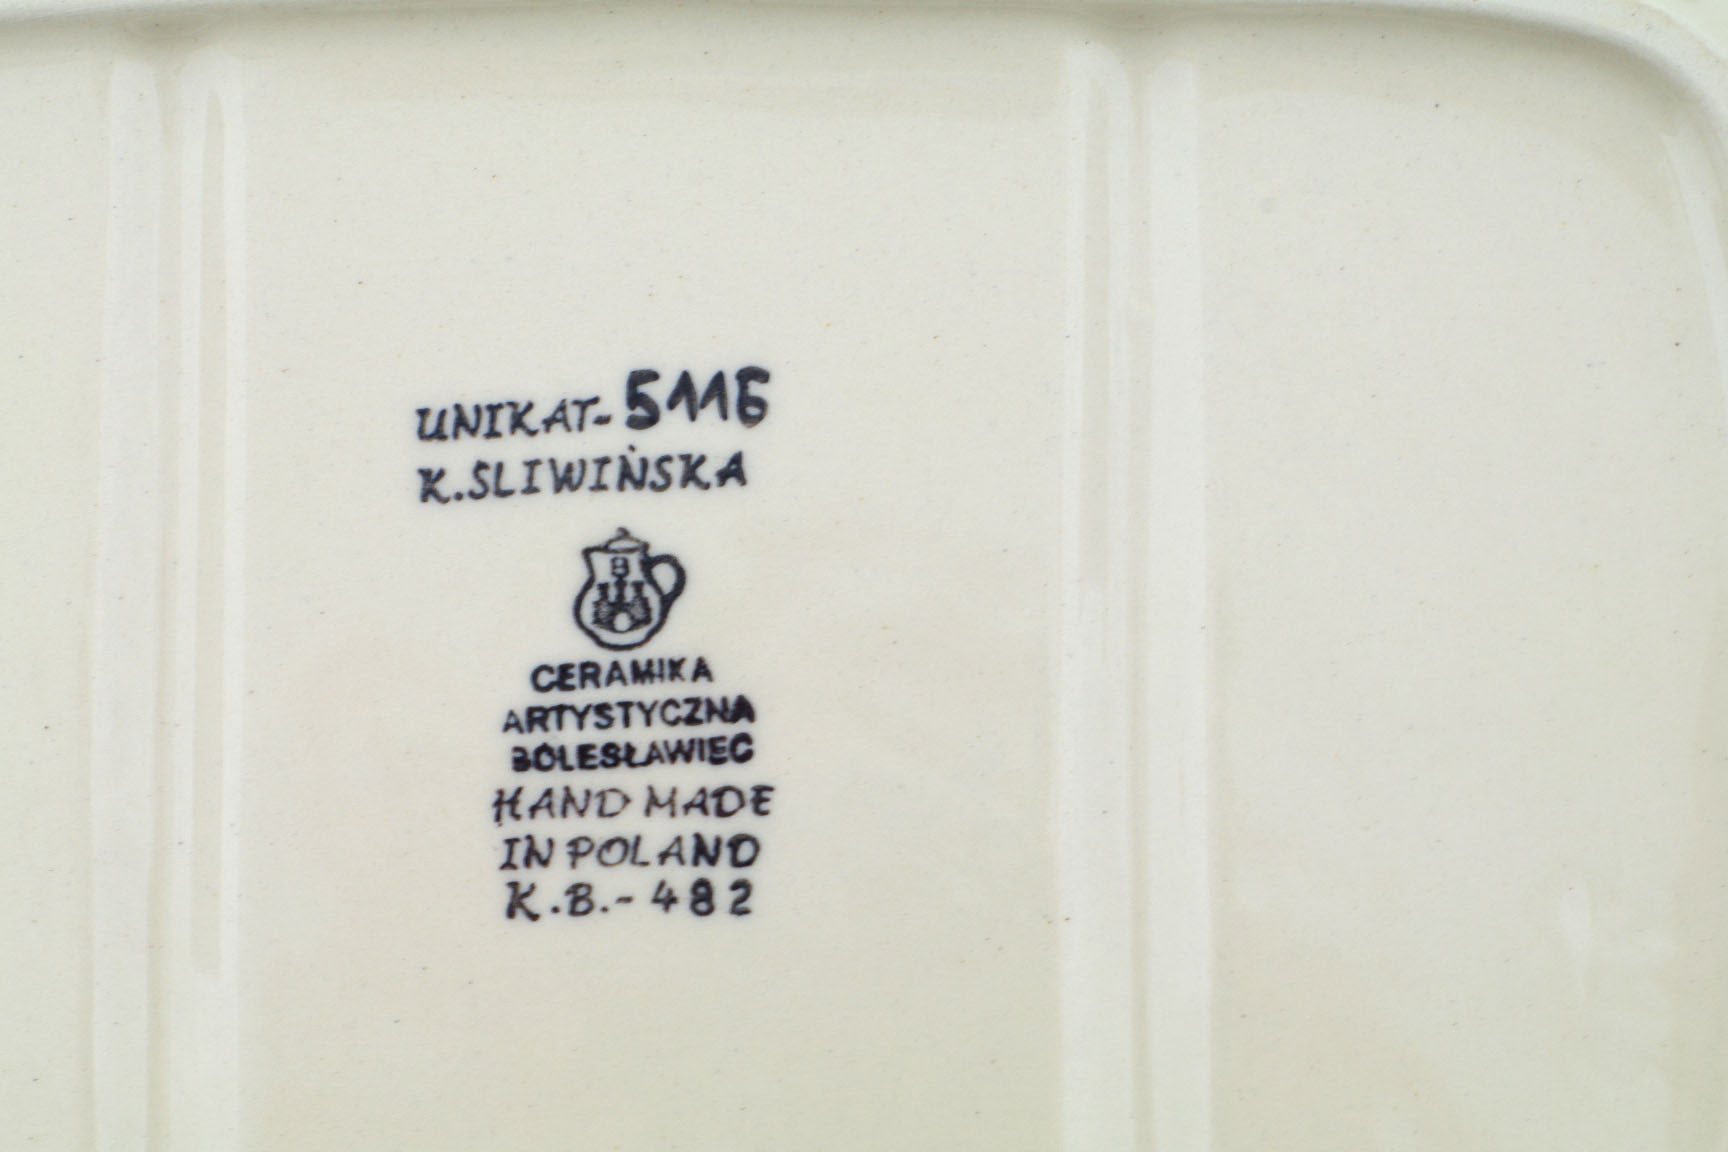 UNIKAT-5116
K.SLIWIŃSKA
B
CERAMIKA
ARTYSTYCZNA
BOLESŁAWIEC
HAND MADE
IN POLAND
K.B.-482